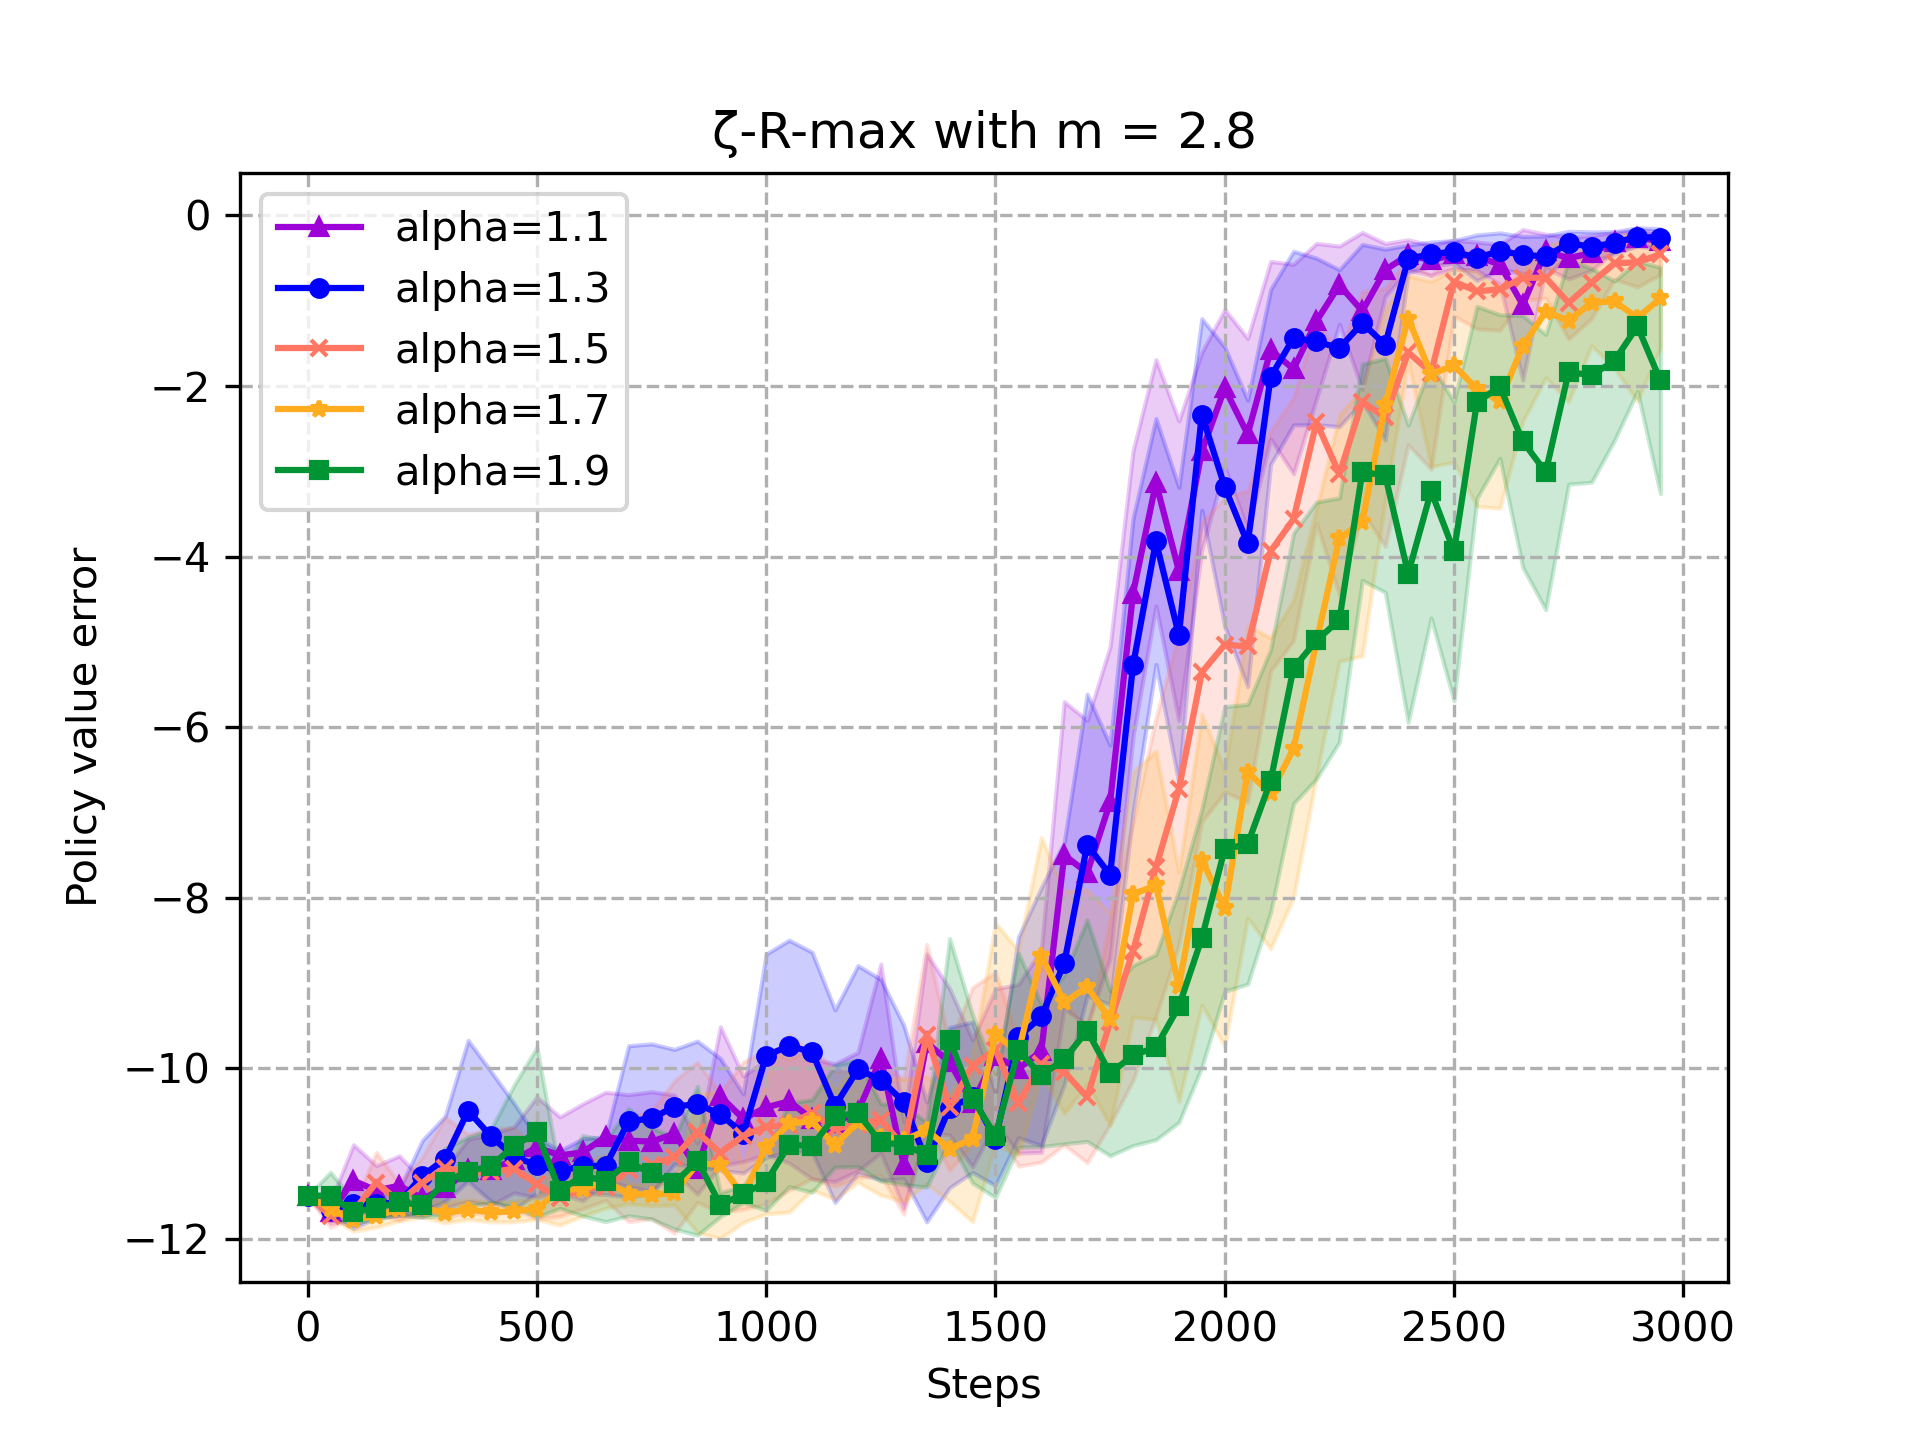 ζ-R-max with m = 2.8
alpha=1.1
alpha=1.3
alpha=1.5
alpha=1.7
alpha=1.9
Policy value error
0
−2
−4
−6
−8
−10
−12
0 500 1000 1500 2000 2500 3000
Steps